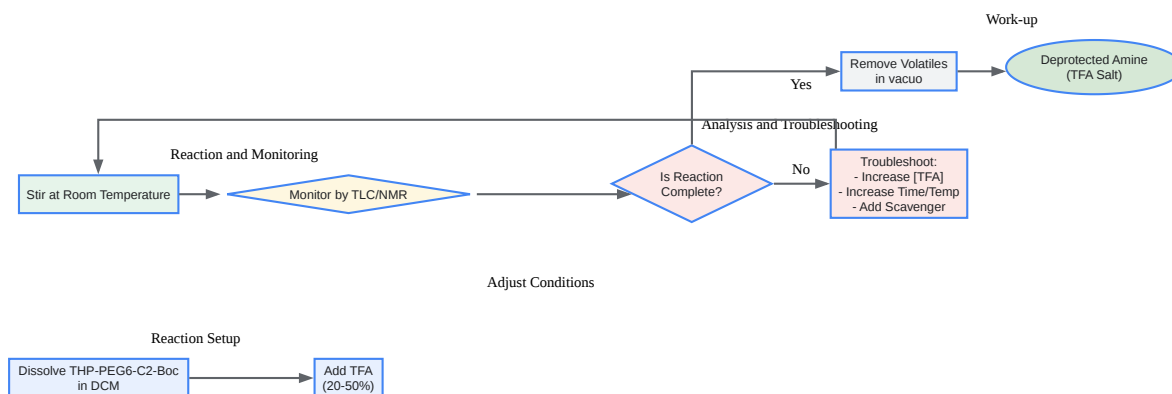 Work-up
Remove Volatiles
in vacuo
Deprotected Amine
(TFA Salt)
Yes
Analysis and Troubleshooting
Reaction and Monitoring
Stir at Room Temperature
Monitor by TLC/NMR
Is Reaction
Complete?
No
Troubleshoot:
- Increase [TFA]
- Increase Time/Temp
- Add Scavenger
Adjust Conditions
Reaction Setup
Dissolve THP-PEG6-C2-Boc
in DCM
Add TFA
(20-50%)